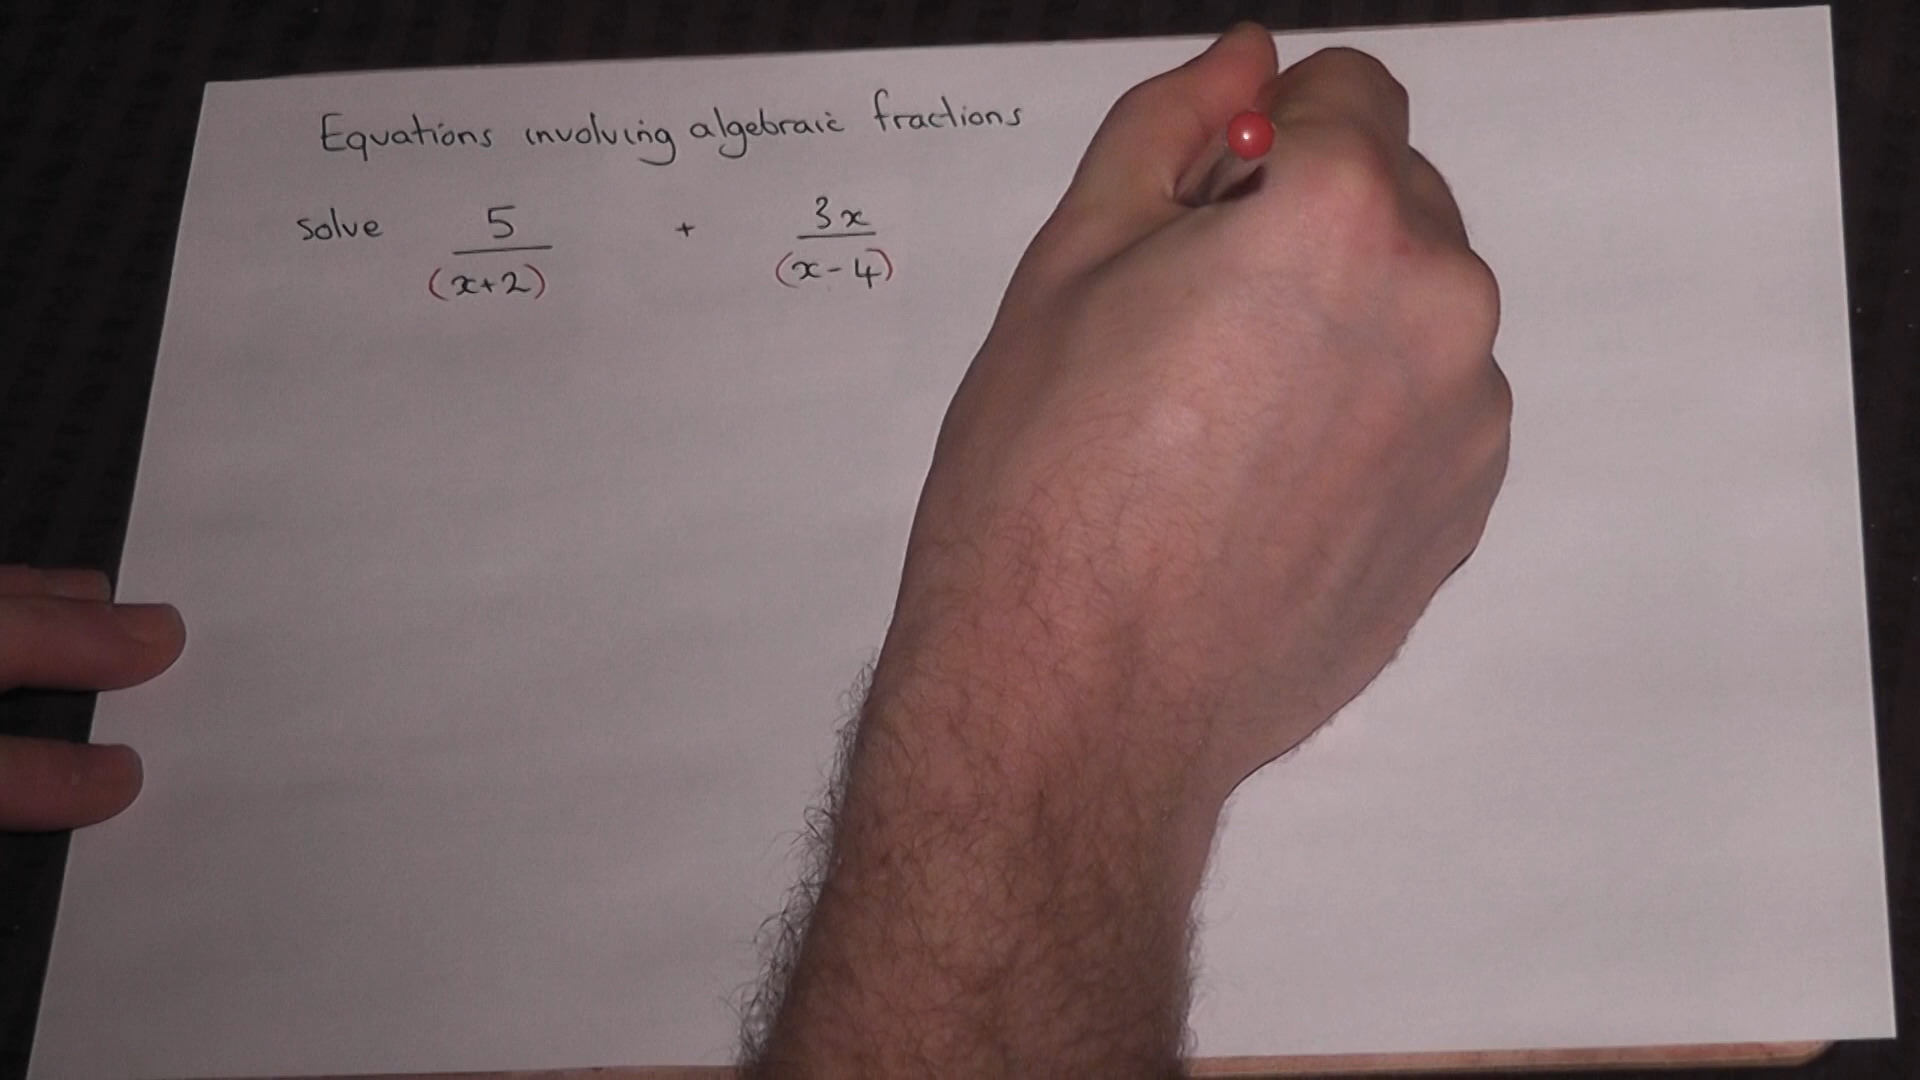 Equations involving algebraic fractions
Solve 5/(x+2) + 3x/(x-4)